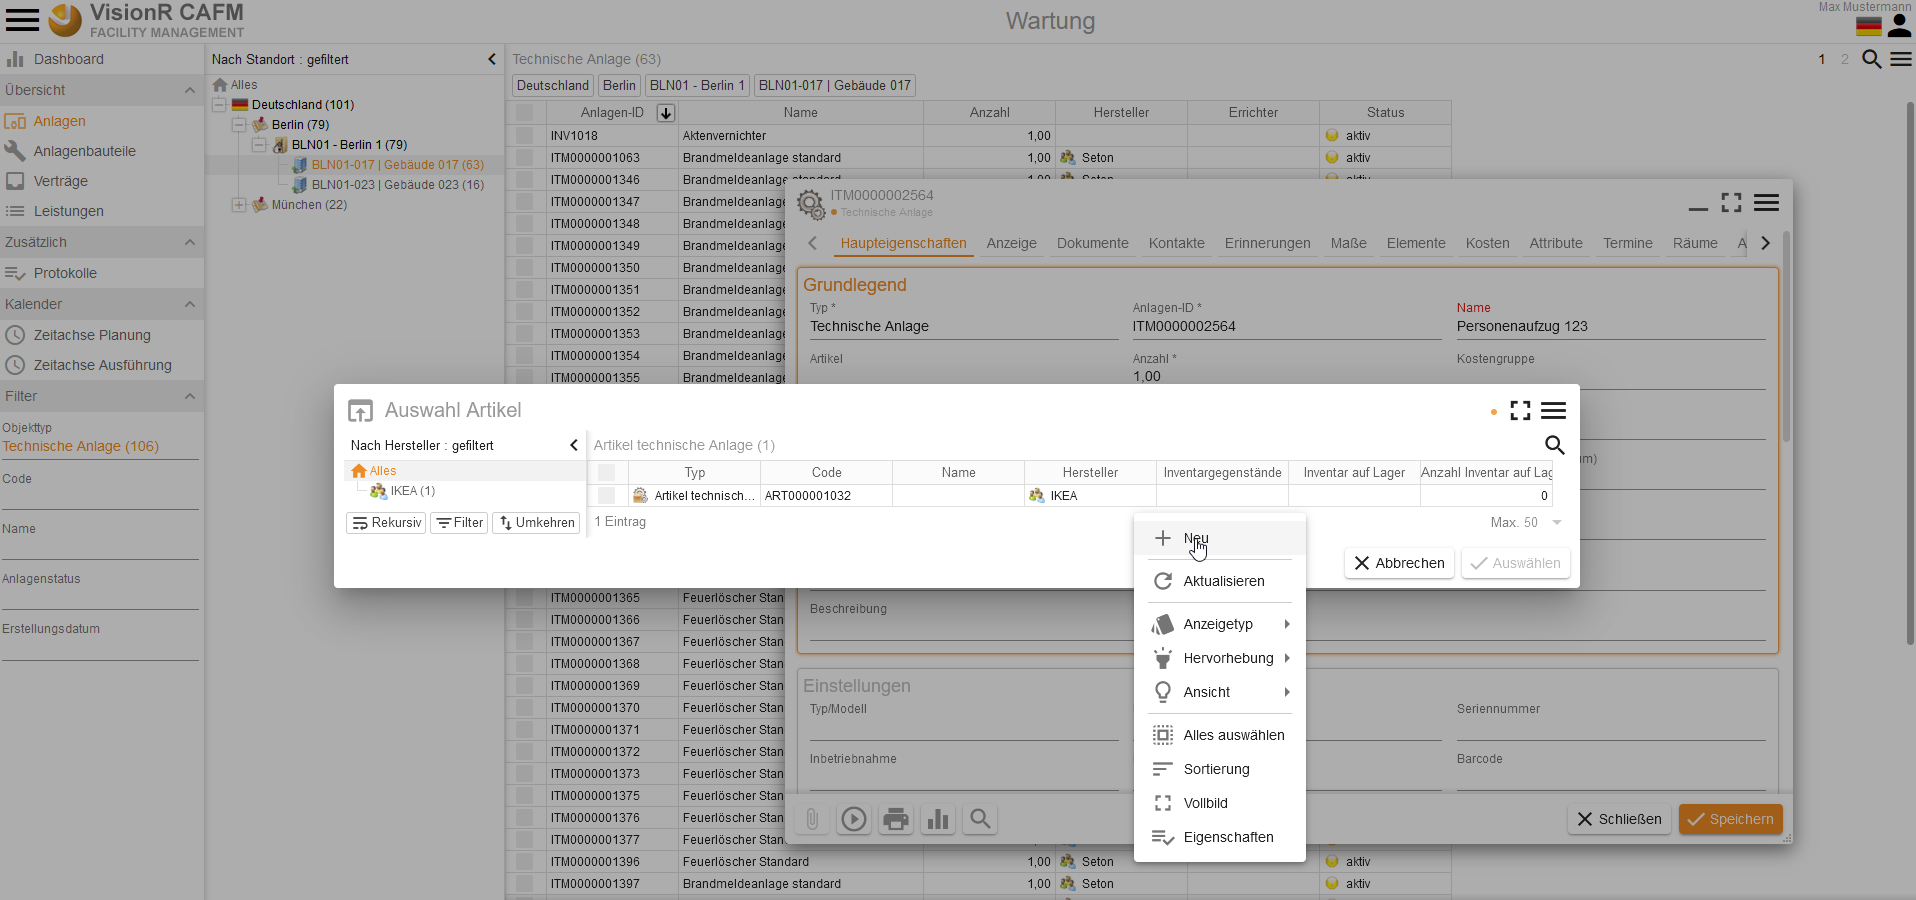 VisionR CAFM
FACILITY MANAGEMENT
Wartung
Max Mustermann
Dashboard
Übersicht
Anlagen
Anlagenbauteile
Verträge
Leistungen
Zusätzlich
Protokolle
Kalender
Zeitachse Planung
Zeitachse Ausführung
Filter
Objekttyp
Technische Anlage (106)
Code
Name
Anlagenstatus
Erstellungsdatum
Nach Standort : gefiltert
Alles
Deutschland (101)
Berlin (79)
BLN01 - Berlin 1 (79)
BLN01-017 | Gebäude 017 (63)
BLN01-023 | Gebäude 023 (16)
München (22)
Technische Anlage (63)
1 2
Deutschland Berlin BLN01 - Berlin 1 BLN01-017 | Gebäude 017
Anlagen-ID Name Anzahl Hersteller Errichter Status
INV1018 Aktenvernichter 1,00 aktiv
ITM0000001063 Brandmeldeanlage standard 1,00 Seton aktiv
ITM0000001346 Brandmeldeanlage standard 1,00 Seton aktiv
ITM0000001347 Brandmeldeanlage
ITM0000001348 Brandmeldeanlage
ITM0000001349 Brandmeldeanlage
ITM0000001350 Brandmeldeanlage
ITM0000001351 Brandmeldeanlage
ITM0000001352 Brandmeldeanlage
ITM0000001353 Brandmeldeanlage
ITM0000001354 Brandmeldeanlage
ITM0000001355 Brandmeldeanlage
ITM0000001365 Feuerlöscher Stan
ITM0000001366 Feuerlöscher Stan
ITM0000001367 Feuerlöscher Stan
ITM0000001368 Feuerlöscher Stan
ITM0000001369 Feuerlöscher Stan
ITM0000001370 Feuerlöscher Stan
ITM0000001371 Feuerlöscher Stan
ITM0000001372 Feuerlöscher Stan
ITM0000001373 Feuerlöscher Stan
ITM0000001375 Feuerlöscher Stan
ITM0000001376 Feuerlöscher Stan
ITM0000001377 Feuerlöscher Stan
ITM0000001396 Feuerlöscher Standard 1,00 Seton aktiv
ITM0000001397 Brandmeldeanlage standard 1,00 Seton aktiv
ITM0000002564
Technische Anlage
Haupteigenschaften Anzeige Dokumente Kontakte Erinnerungen Maße Elemente Kosten Attribute Termine Räume A
Grundlegend
Typ * Anlagen-ID * Name
Technische Anlage ITM0000002564 Personenaufzug 123
Artikel Anzahl * Kostengruppe
1,00
Beschreibung
Einstellungen
Typ/Modell Seriennummer
Inbetriebnahme Barcode
Schließen Speichern
Auswahl Artikel
Nach Hersteller : gefiltert
Alles
IKEA (1)
Rekursiv Filter Umkehren
Artikel technische Anlage (1)
Typ Code Name Hersteller Inventargegenstände Inventar auf Lager Anzahl Inventar auf Lag
Artikel technisch... ART000001032 IKEA 0
1 Eintrag Max. 50
Abbrechen Auswählen
Neu
Aktualisieren
Anzeigetyp
Hervorhebung
Ansicht
Alles auswählen
Sortierung
Vollbild
Eigenschaften